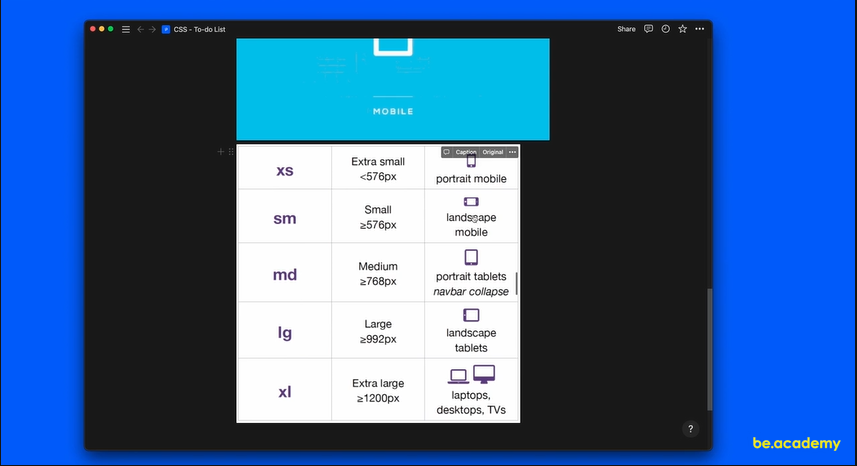 CSS - To-do List
Share
MOBILE
Caption Original
xs
Extra small
<576px
portrait mobile
sm
Small
≥576px
landscape
mobile
md
Medium
≥768px
portrait tablets
navbar collapse
lg
Large
≥992px
landscape
tablets
xl
Extra large
≥1200px
laptops,
desktops, TVs
?
be.academy